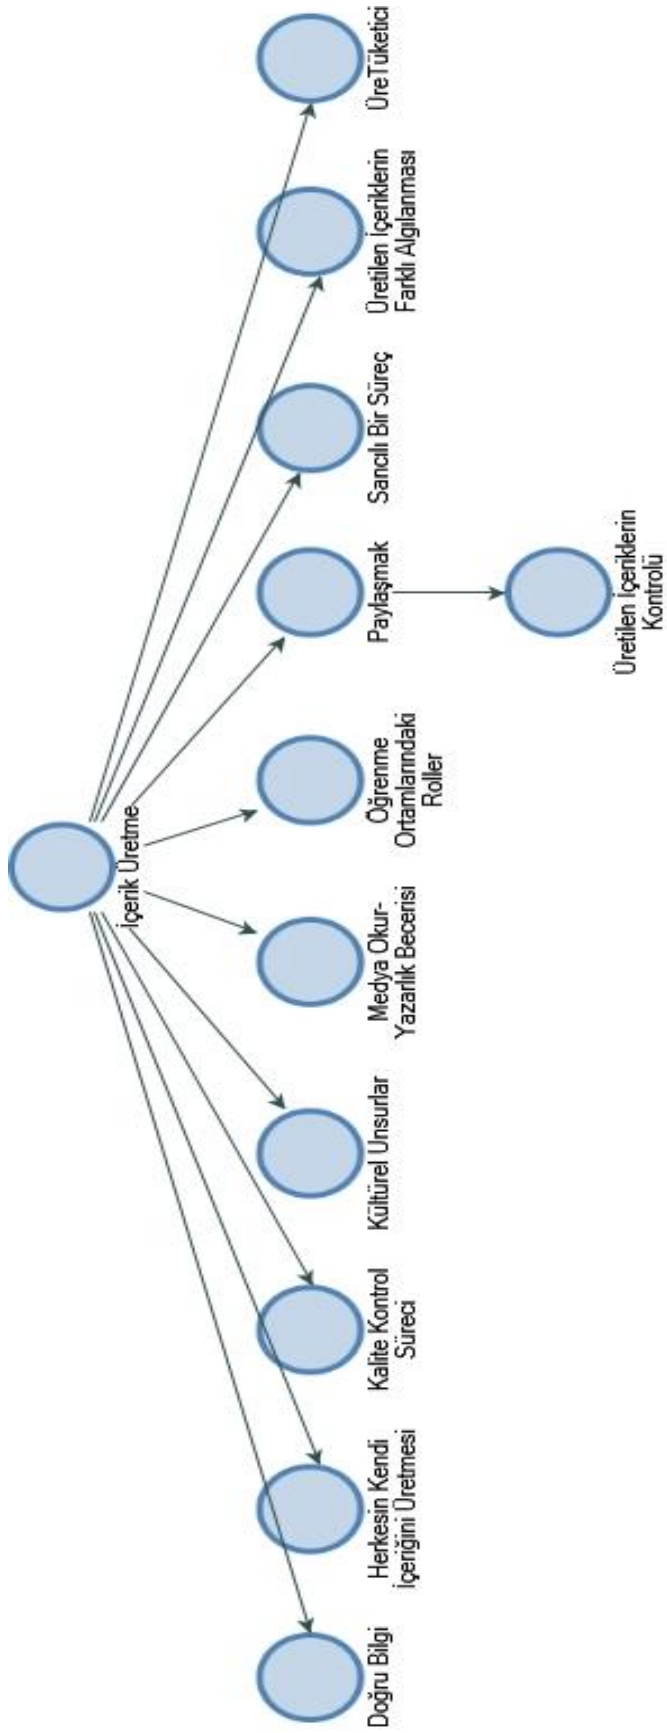 İçerik Üretme
Doğru Bilgi
Herkesin Kendi
İçeriğini Üretmesi
Kalite Kontrol
Süreci
Kültürel Unsurlar
Medya Okur-
Yazarlık Becerisi
Öğrenme
Ortamlarındaki
Roller
Paylaşmak
Sancılı Bir Süreç
Üretilen İçeriklerin
Farklı Algılanması
ÜreTüketici
Üretilen İçeriklerin
Kontrolü